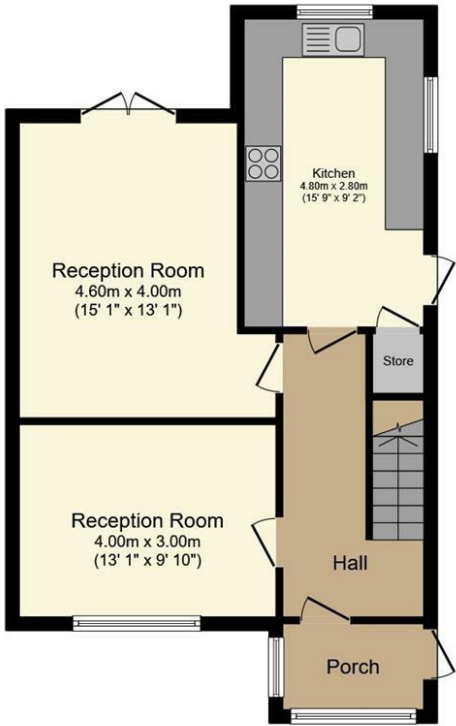 Kitchen
4.80m x 2.80m
(15' 9" x 9' 2")
Reception Room
4.60m x 4.00m
(15' 1" x 13' 1")
Store
Reception Room
4.00m x 3.00m
(13' 1" x 9' 10")
Hall
Porch